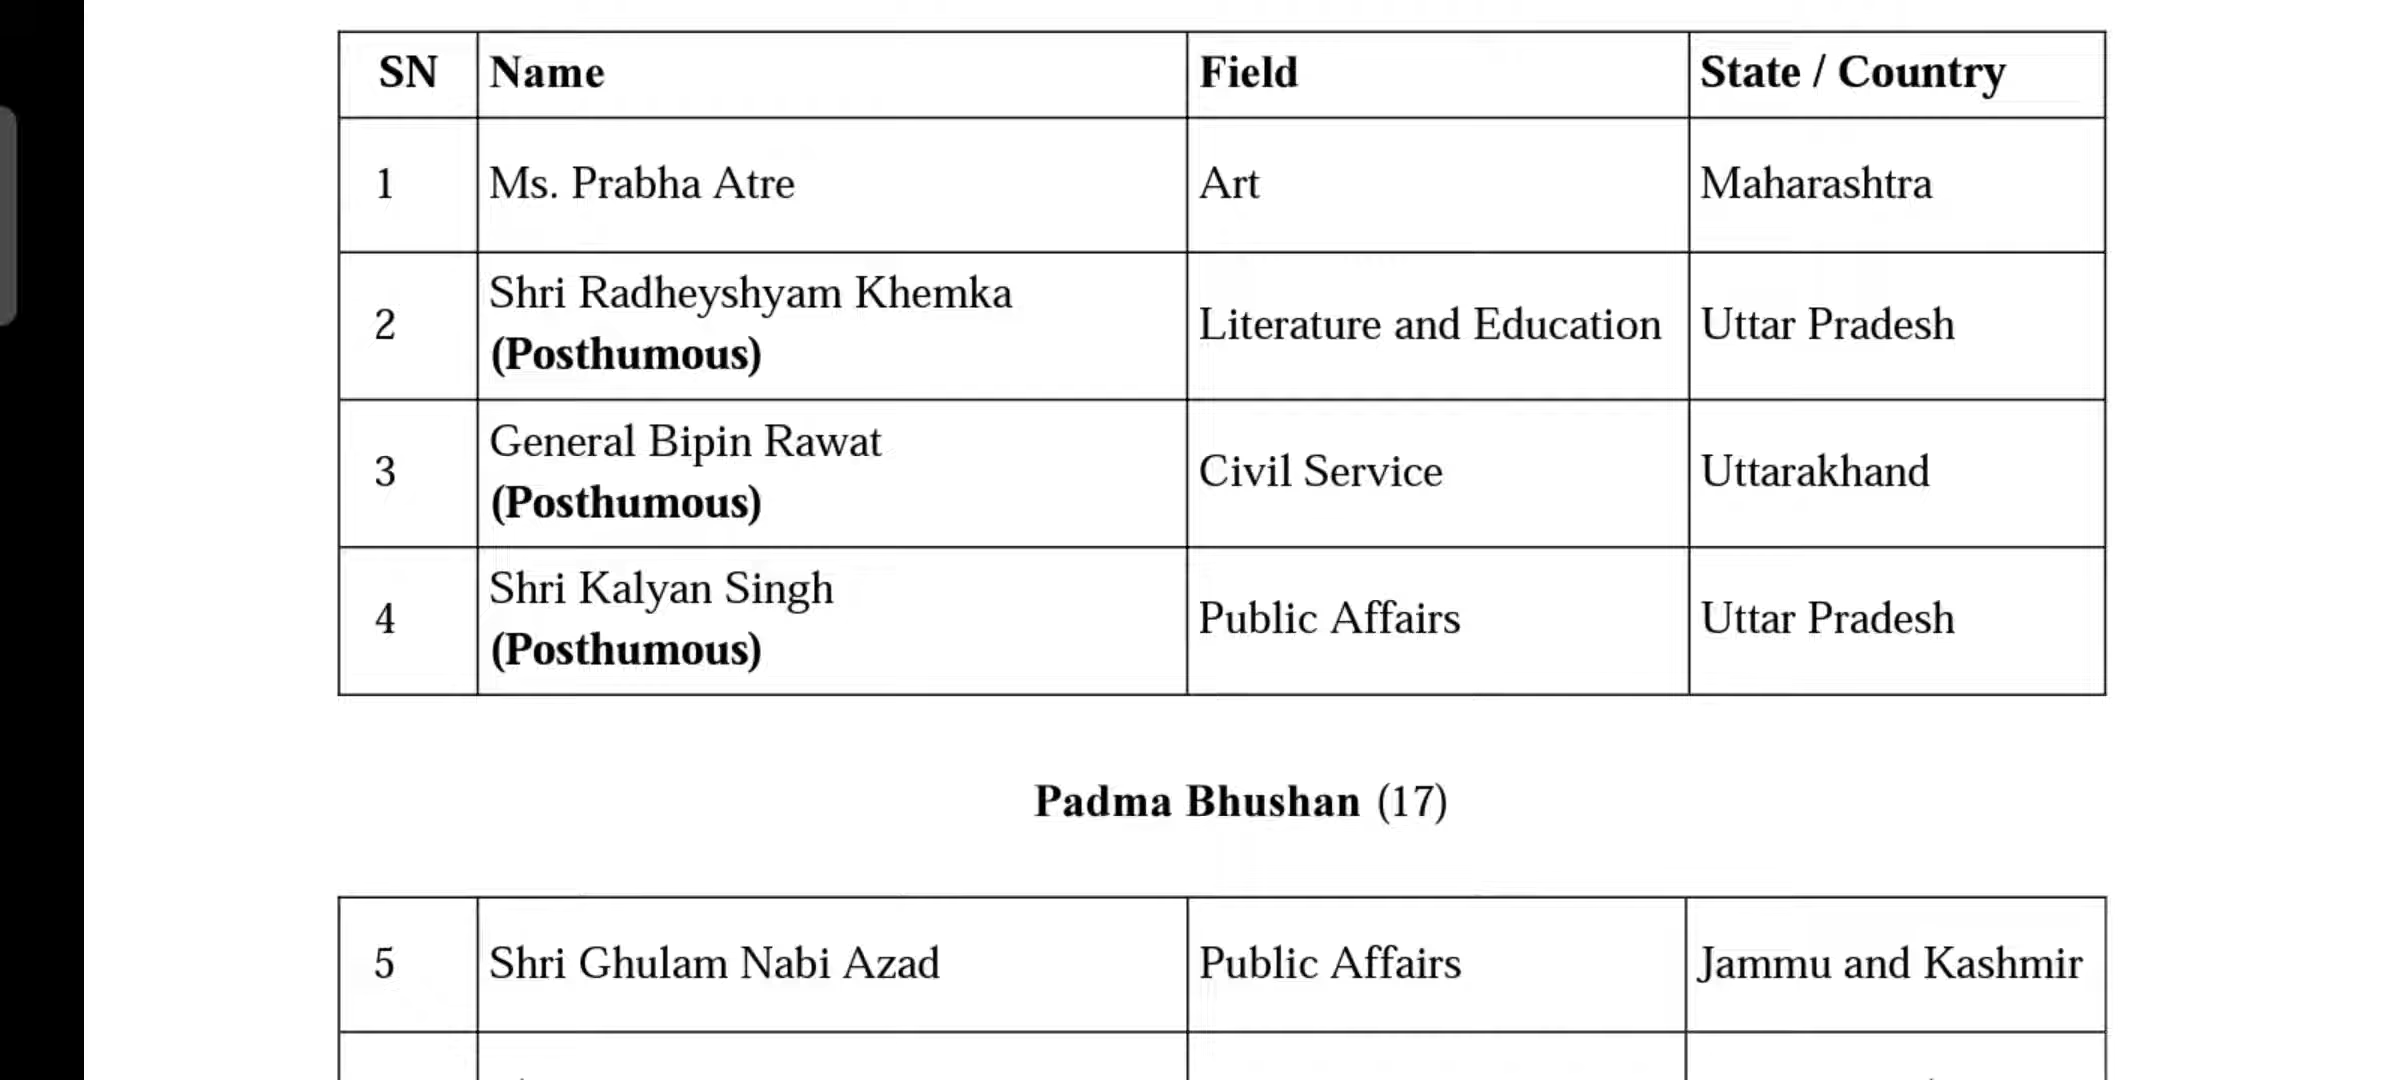 SN Name Field State / Country
1 Ms. Prabha Atre Art Maharashtra
2 Shri Radheyshyam Khemka (Posthumous) Literature and Education Uttar Pradesh
3 General Bipin Rawat (Posthumous) Civil Service Uttarakhand
4 Shri Kalyan Singh (Posthumous) Public Affairs Uttar Pradesh
Padma Bhushan (17)
5 Shri Ghulam Nabi Azad Public Affairs Jammu and Kashmir